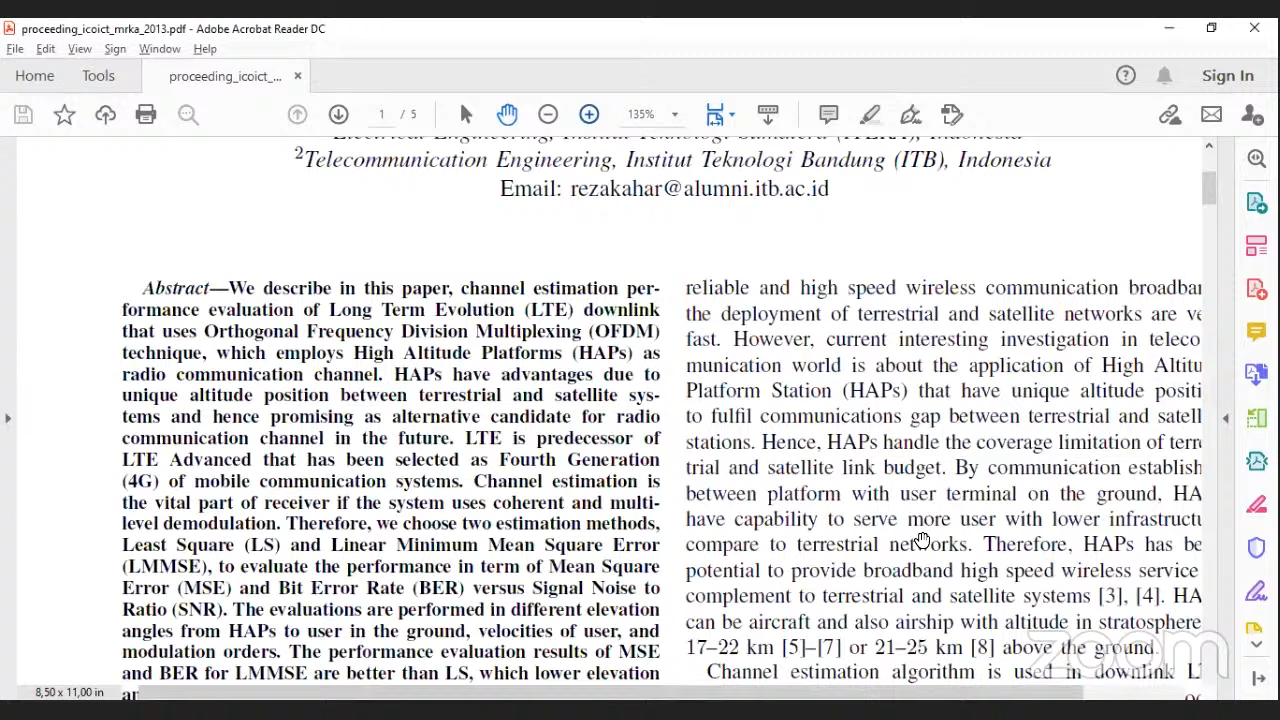 proceeding_icoict_mrka_2013.pdf - Adobe Acrobat Reader DC
File Edit View Sign Window Help
Home Tools proceeding_icoict_... × Sign In
1 / 5 135%
Electrical Engineering, Institut Teknologi Sumatera (ITERA), Indonesia
2Telecommunication Engineering, Institut Teknologi Bandung (ITB), Indonesia
Email: rezakahar@alumni.itb.ac.id
Abstract—We describe in this paper, channel estimation per-
formance evaluation of Long Term Evolution (LTE) downlink
that uses Orthogonal Frequency Division Multiplexing (OFDM)
technique, which employs High Altitude Platforms (HAPs) as
radio communication channel. HAPs have advantages due to
unique altitude position between terrestrial and satellite sys-
tems and hence promising as alternative candidate for radio
communication channel in the future. LTE is predecessor of
LTE Advanced that has been selected as Fourth Generation
(4G) of mobile communication systems. Channel estimation is
the vital part of receiver if the system uses coherent and multi-
level demodulation. Therefore, we choose two estimation methods,
Least Square (LS) and Linear Minimum Mean Square Error
(LMMSE), to evaluate the performance in term of Mean Square
Error (MSE) and Bit Error Rate (BER) versus Signal Noise to
Ratio (SNR). The evaluations are performed in different elevation
angles from HAPs to user in the ground, velocities of user, and
modulation orders. The performance evaluation results of MSE
and BER for LMMSE are better than LS, which lower elevation
reliable and high speed wireless communication broadban
the deployment of terrestrial and satellite networks are ve
fast. However, current interesting investigation in teleco
munication world is about the application of High Altitu
Platform Station (HAPs) that have unique altitude positi
to fulfil communications gap between terrestrial and satell
stations. Hence, HAPs handle the coverage limitation of terre
trial and satellite link budget. By communication establish
between platform with user terminal on the ground, HA
have capability to serve more user with lower infrastructu
compare to terrestrial networks. Therefore, HAPs has be
potential to provide broadband high speed wireless service
complement to terrestrial and satellite systems [3], [4]. HA
can be aircraft and also airship with altitude in stratosphere
17–22 km [5]–[7] or 21–25 km [8] above the ground.
Channel estimation algorithm is used in downlink L
8,50 x 11,00 in
zoom